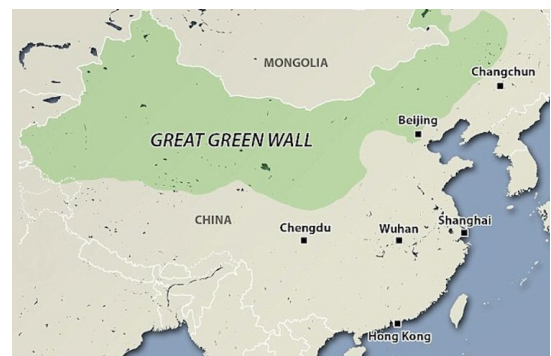 MONGOLIA
Changchun
Beijing
GREAT GREEN WALL
CHINA
Chengdu
Wuhan
Shanghai
Hong Kong